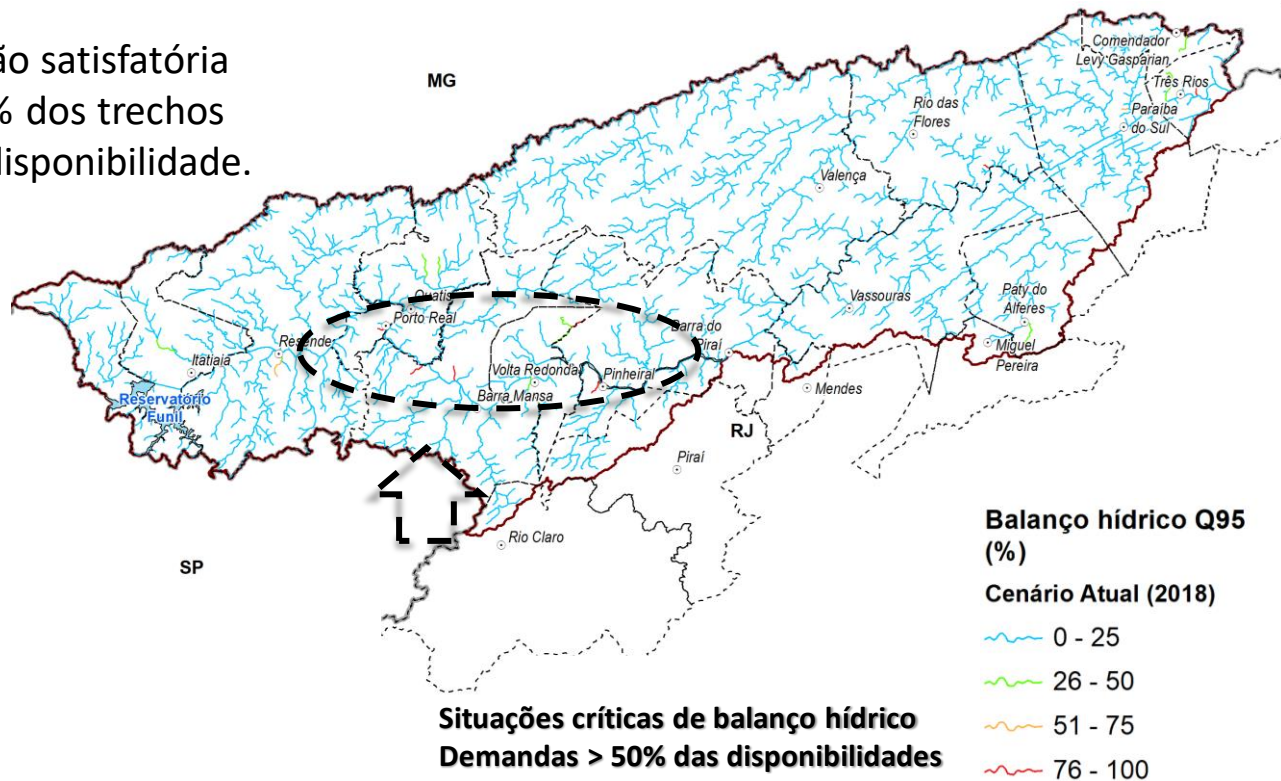 ão satisfatória
% dos trechos
disponibilidade.
MG
Comendador
Levy Gasparian
Três Rios
Paraíba
do Sul
Rio das
Flores
Valença
Quatis
Porto Real
Vassouras
Paty do
Alferes
Resende
Barra do
Piraí
Miguel
Pereira
Itatiaia
Volta Redonda
Pinheiral
Barra Mansa
Mendes
Reservatório
Funil
RJ
Piraí
Rio Claro
SP
Balanço hídrico Q95
(%)
Cenário Atual (2018)
0 - 25
26 - 50
51 - 75
76 - 100
Situações críticas de balanço hídrico
Demandas > 50% das disponibilidades